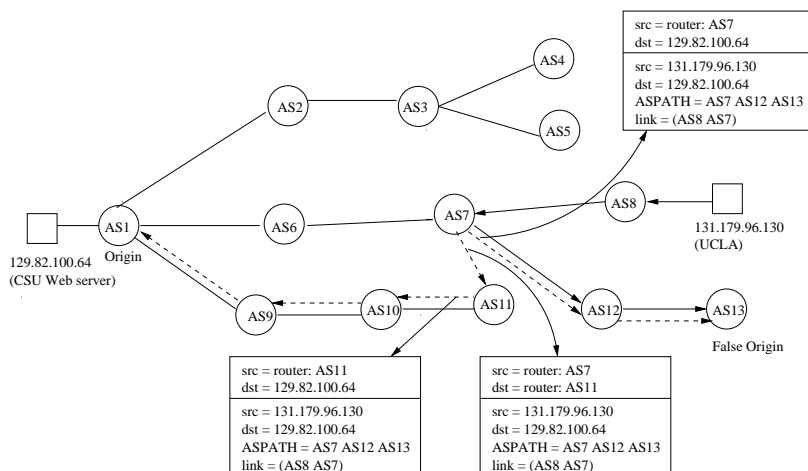 src = router: AS7
dst = 129.82.100.64
src = 131.179.96.130
dst = 129.82.100.64
ASPATH = AS7 AS12 AS13
link = (AS8 AS7)
AS4
AS2
AS3
AS5
AS1
Origin
AS6
AS7
AS8
129.82.100.64
(CSU Web server)
131.179.96.130
(UCLA)
AS9
AS10
AS11
AS12
AS13
False Origin
src = router: AS11
dst = 129.82.100.64
src = 131.179.96.130
dst = 129.82.100.64
ASPATH = AS7 AS12 AS13
link = (AS8 AS7)
src = router: AS7
dst = router: AS11
src = 131.179.96.130
dst = 129.82.100.64
ASPATH = AS7 AS12 AS13
link = (AS8 AS7)